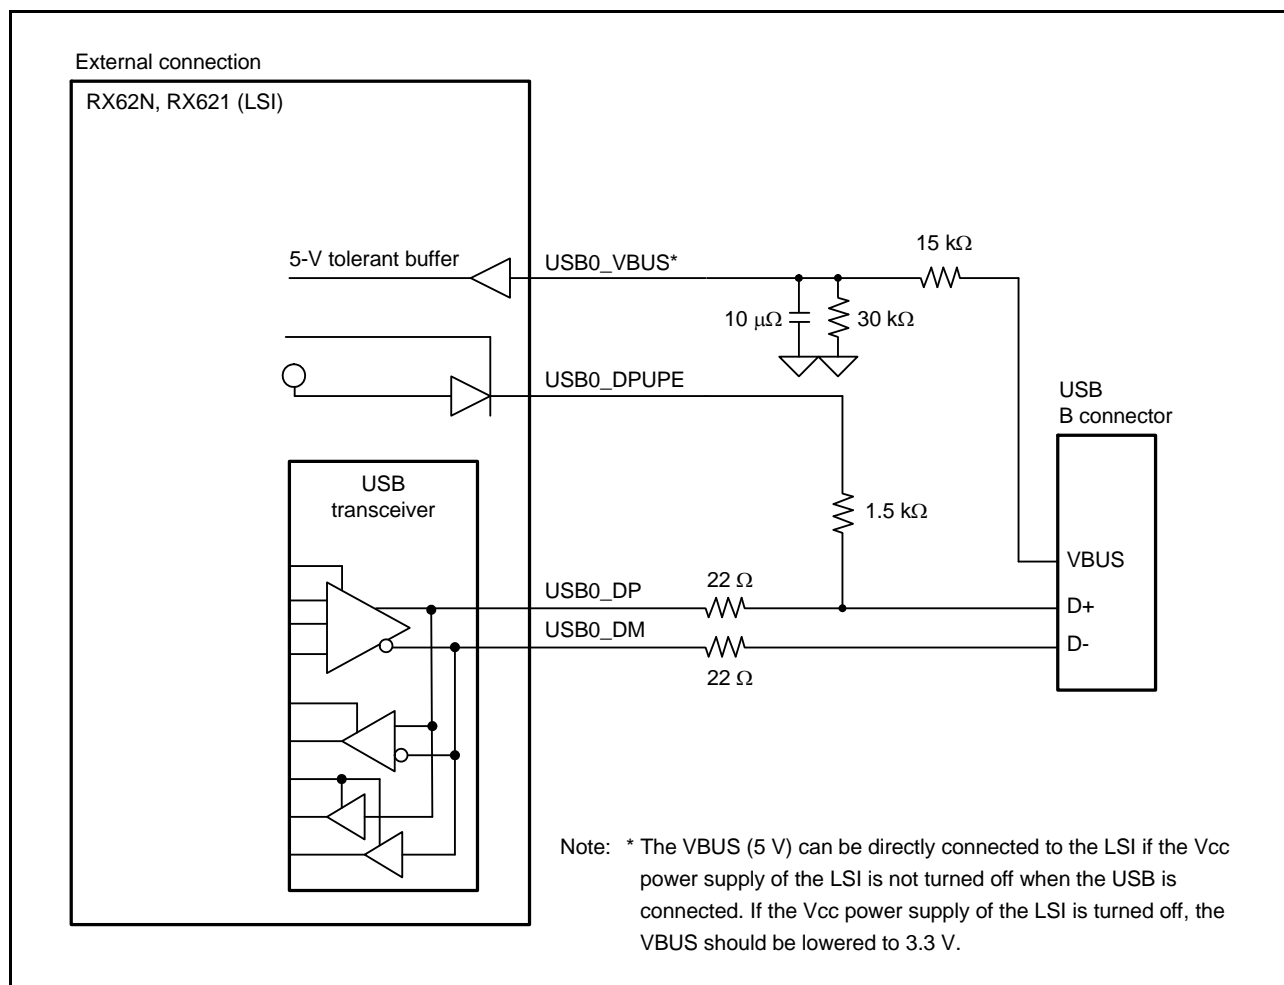 External connection
RX62N, RX621 (LSI)
15 kΩ
5-V tolerant buffer
USB0_VBUS*
10 μΩ
30 kΩ
USB0_DPUPE
USB
B connector
USB
transceiver
1.5 kΩ
VBUS
22 Ω
USB0_DP
D+
USB0_DM
D-
22 Ω
Note: * The VBUS (5 V) can be directly connected to the LSI if the Vcc
power supply of the LSI is not turned off when the USB is
connected. If the Vcc power supply of the LSI is turned off, the
VBUS should be lowered to 3.3 V.